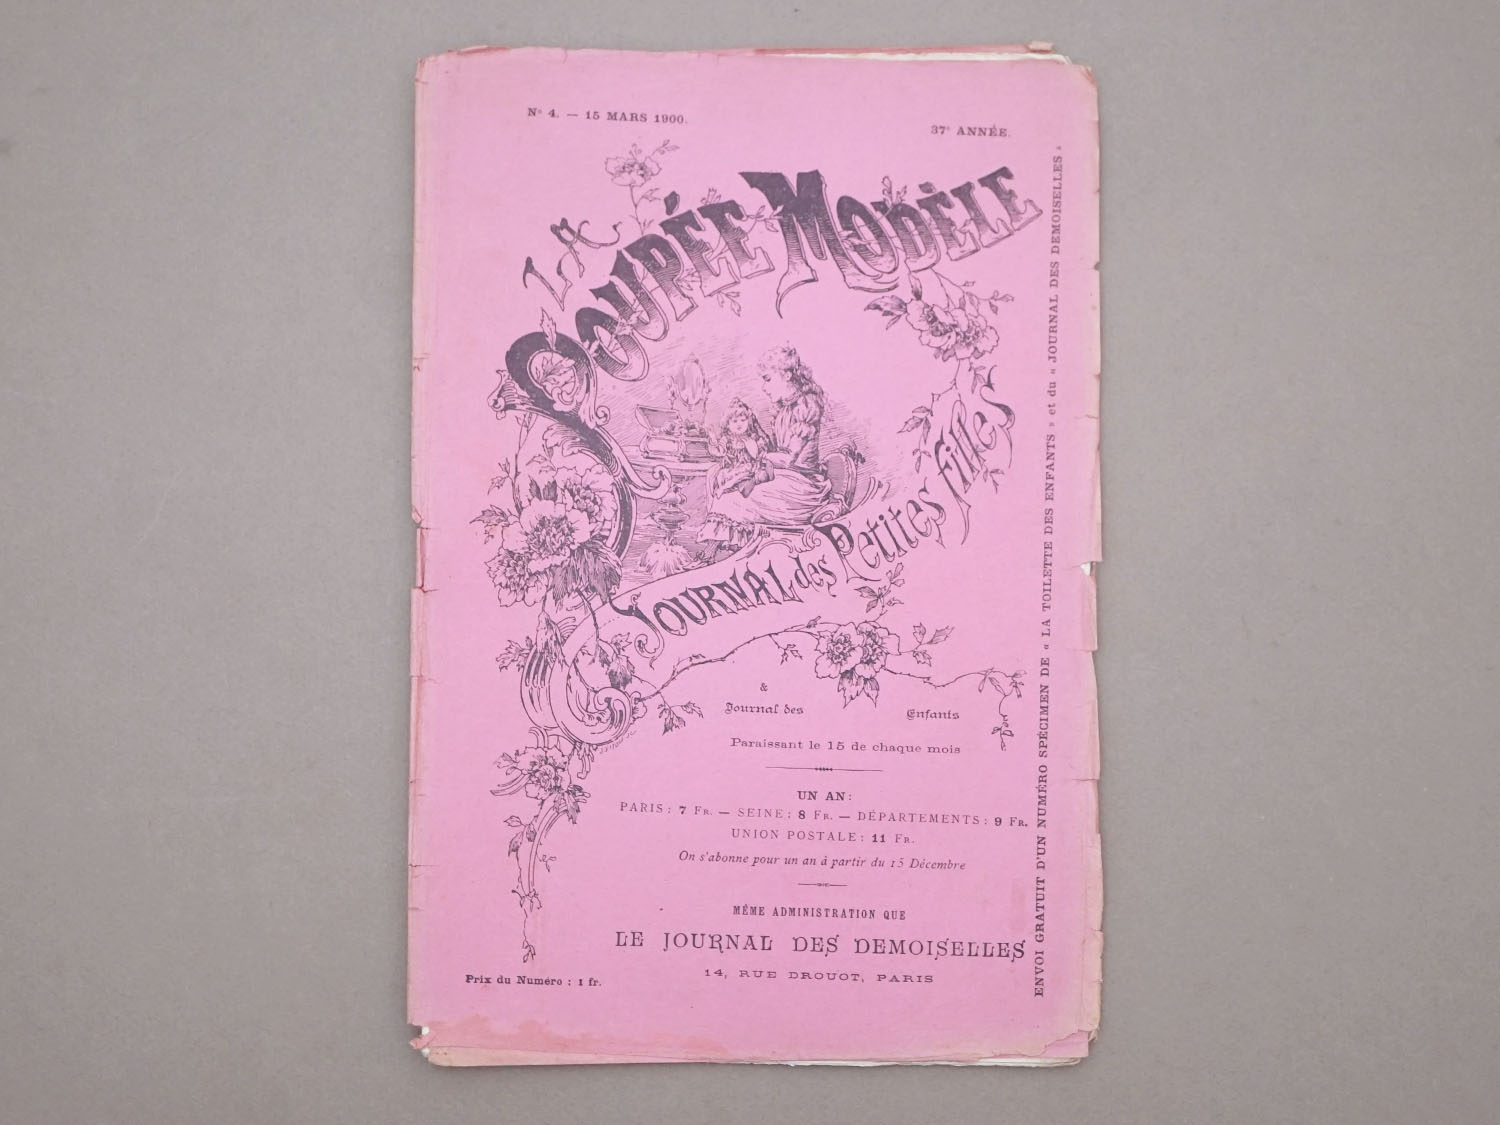 N° 4. — 15 MARS 1900.
37e ANNÉE.
LA
POUPÉE MODÈLE
JOURNAL des Petites filles
&
Journal des Enfants
Paraissant le 15 de chaque mois
UN AN:
PARIS: 7 FR. — SEINE: 8 FR. — DÉPARTEMENTS: 9 FR.
UNION POSTALE: 11 FR.
On s'abonne pour un an à partir du 15 Décembre
MÊME ADMINISTRATION QUE
LE JOURNAL DES DEMOISELLES
14, RUE DROUOT, PARIS
Prix du Numéro : 1 fr.
ENVOI GRATUIT D'UN NUMÉRO SPÉCIMEN DE « LA TOILETTE DES ENFANTS » et du « JOURNAL DES DEMOISELLES »